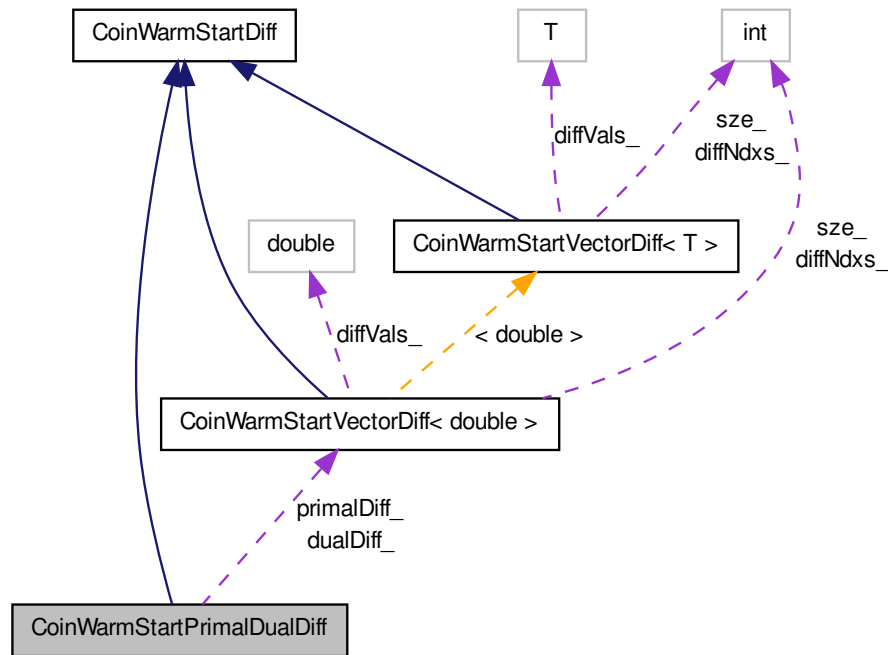 CoinWarmStartDiff
T
int
diffVals_
sze_
diffNdxs_
double
CoinWarmStartVectorDiff< T >
sze_
diffNdxs_
diffVals_
< double >
CoinWarmStartVectorDiff< double >
primalDiff_
dualDiff_
CoinWarmStartPrimalDualDiff